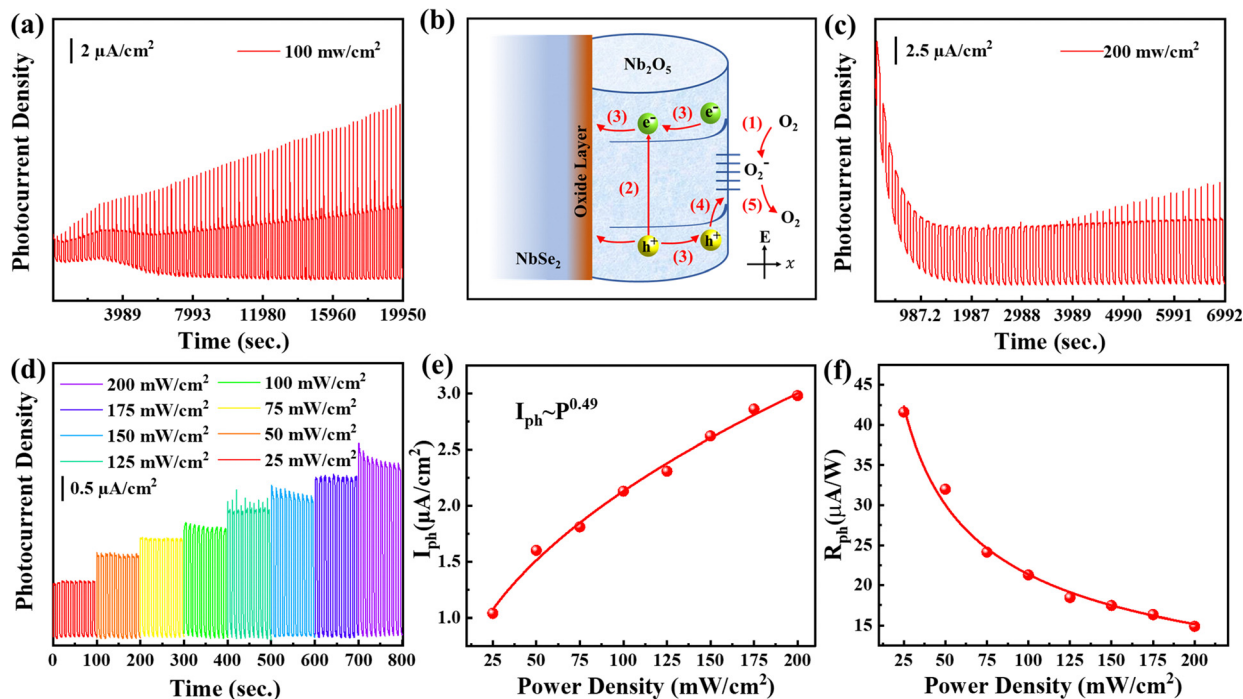 (a)
2 μA/cm²
100 mw/cm²
Photocurrent Density
3989 7993 11980 15960 19950
Time (sec.)
(b)
Nb₂O₅
Oxide Layer
NbSe₂
e⁻
e⁻
(3)
(3)
(1)
O₂
O₂⁻
(2)
(4)
(5)
O₂
h⁺
h⁺
(3)
E
x
(c)
2.5 μA/cm²
200 mw/cm²
Photocurrent Density
987.2 1987 2988 3989 4990 5991 6992
Time (sec.)
(d)
200 mW/cm² 100 mW/cm²
175 mW/cm² 75 mW/cm²
150 mW/cm² 50 mW/cm²
125 mW/cm² 25 mW/cm²
0.5 μA/cm²
Photocurrent Density
0 100 200 300 400 500 600 700 800
Time (sec.)
(e)
I_ph~P^0.49
I_ph(μA/cm²)
3.0
2.5
2.0
1.5
1.0
25 50 75 100 125 150 175 200
Power Density (mW/cm²)
(f)
R_ph(μA/W)
45
40
35
30
25
20
15
25 50 75 100 125 150 175 200
Power Density (mW/cm²)